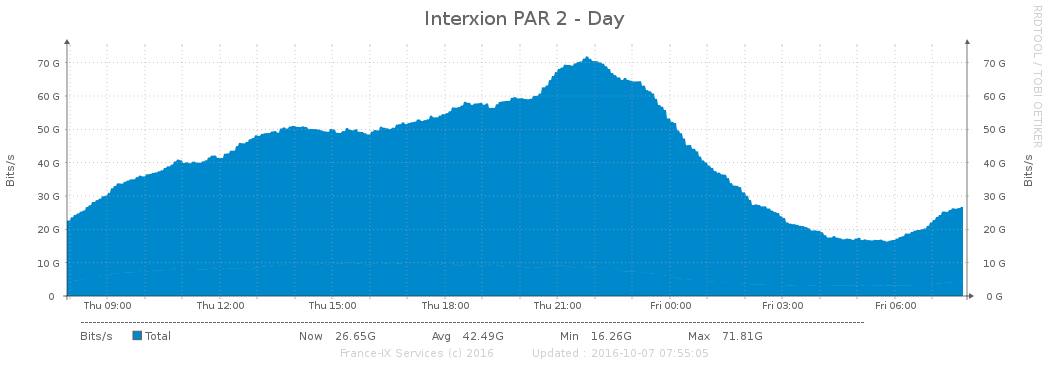 Interxion PAR 2 - Day
RRDTOOL / TOBI OETIKER
Bits/s
70 G
60 G
50 G
40 G
30 G
20 G
10 G
0
70 G
60 G
50 G
40 G
30 G
20 G
10 G
0 G
Bits/s
Thu 09:00 Thu 12:00 Thu 15:00 Thu 18:00 Thu 21:00 Fri 00:00 Fri 03:00 Fri 06:00
Bits/s Total Now 26.65G Avg 42.49G Min 16.26G Max 71.81G
France-IX Services (c) 2016 Updated : 2016-10-07 07:55:05